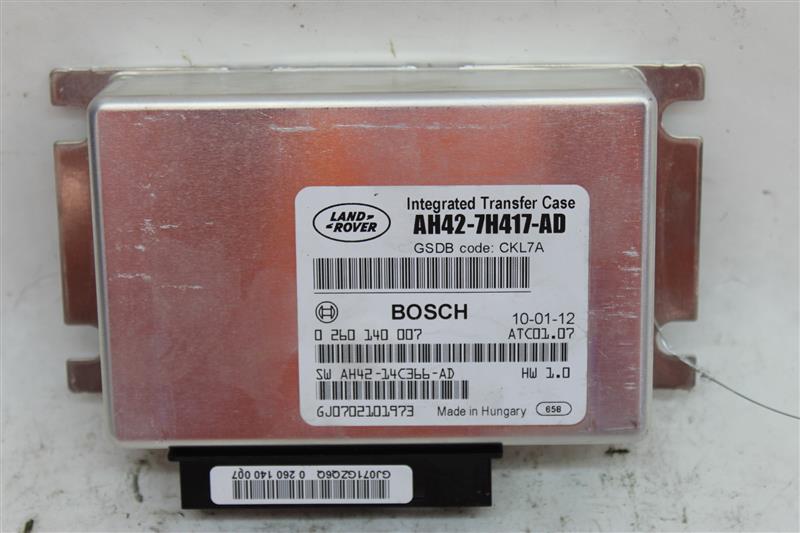 LAND-
-ROVER
Integrated Transfer Case
AH42-7H417-AD
GSDB code: CKL7A
BOSCH
10-01-12
0 260 140 007
ATC01.07
SW AH42-14C366-AD
HW 1.0
GJ0702101973
Made in Hungary
658
GJ071GZQ6Q 0 260 140 007